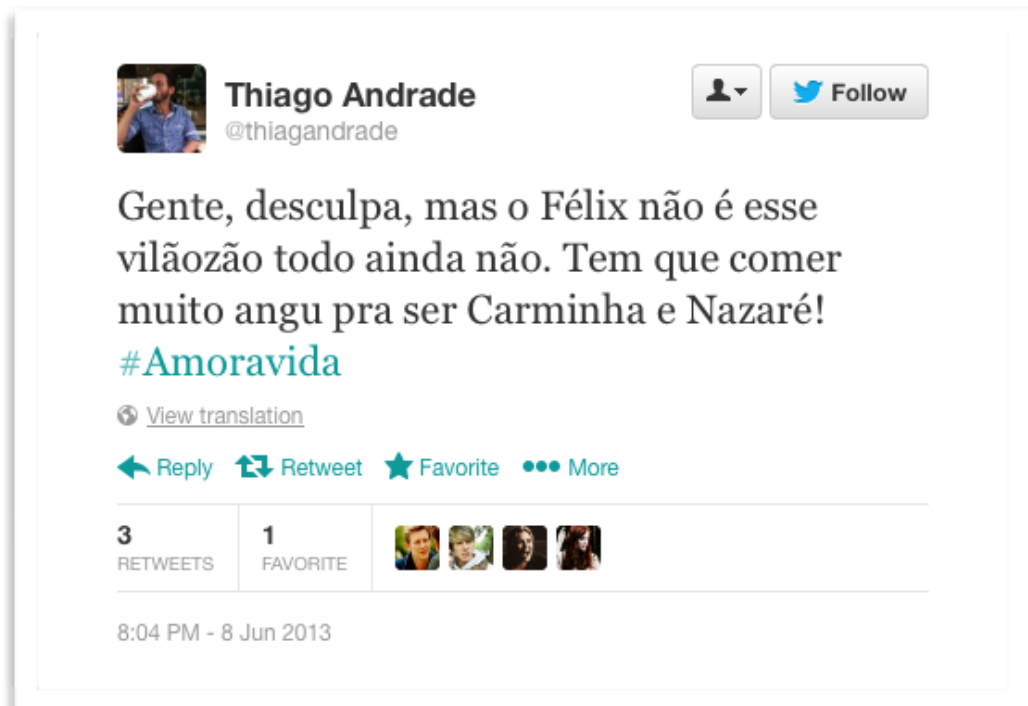 Thiago Andrade
@thiagandrade
Follow
Gente, desculpa, mas o Félix não é esse
vilãozão todo ainda não. Tem que comer
muito angu pra ser Carminha e Nazaré!
#Amoravida
View translation
Reply Retweet Favorite More
3 1
RETWEETS FAVORITE
8:04 PM - 8 Jun 2013